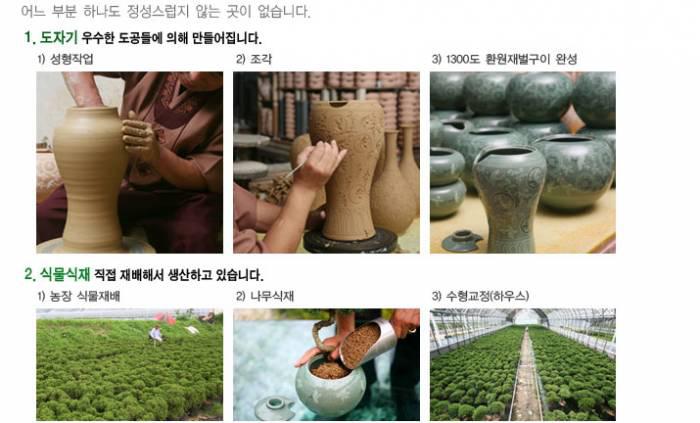 어느 부분 하나도 정성스럽지 않는 곳이 없습니다.
1. 도자기 우수한 도공들에 의해 만들어집니다.
1) 성형작업
2) 조각
3) 1300도 환원재벌구이 완성
2. 식물식재 직접 재배해서 생산하고 있습니다.
1) 농장 식물재배
2) 나무식재
3) 수형교정(하우스)